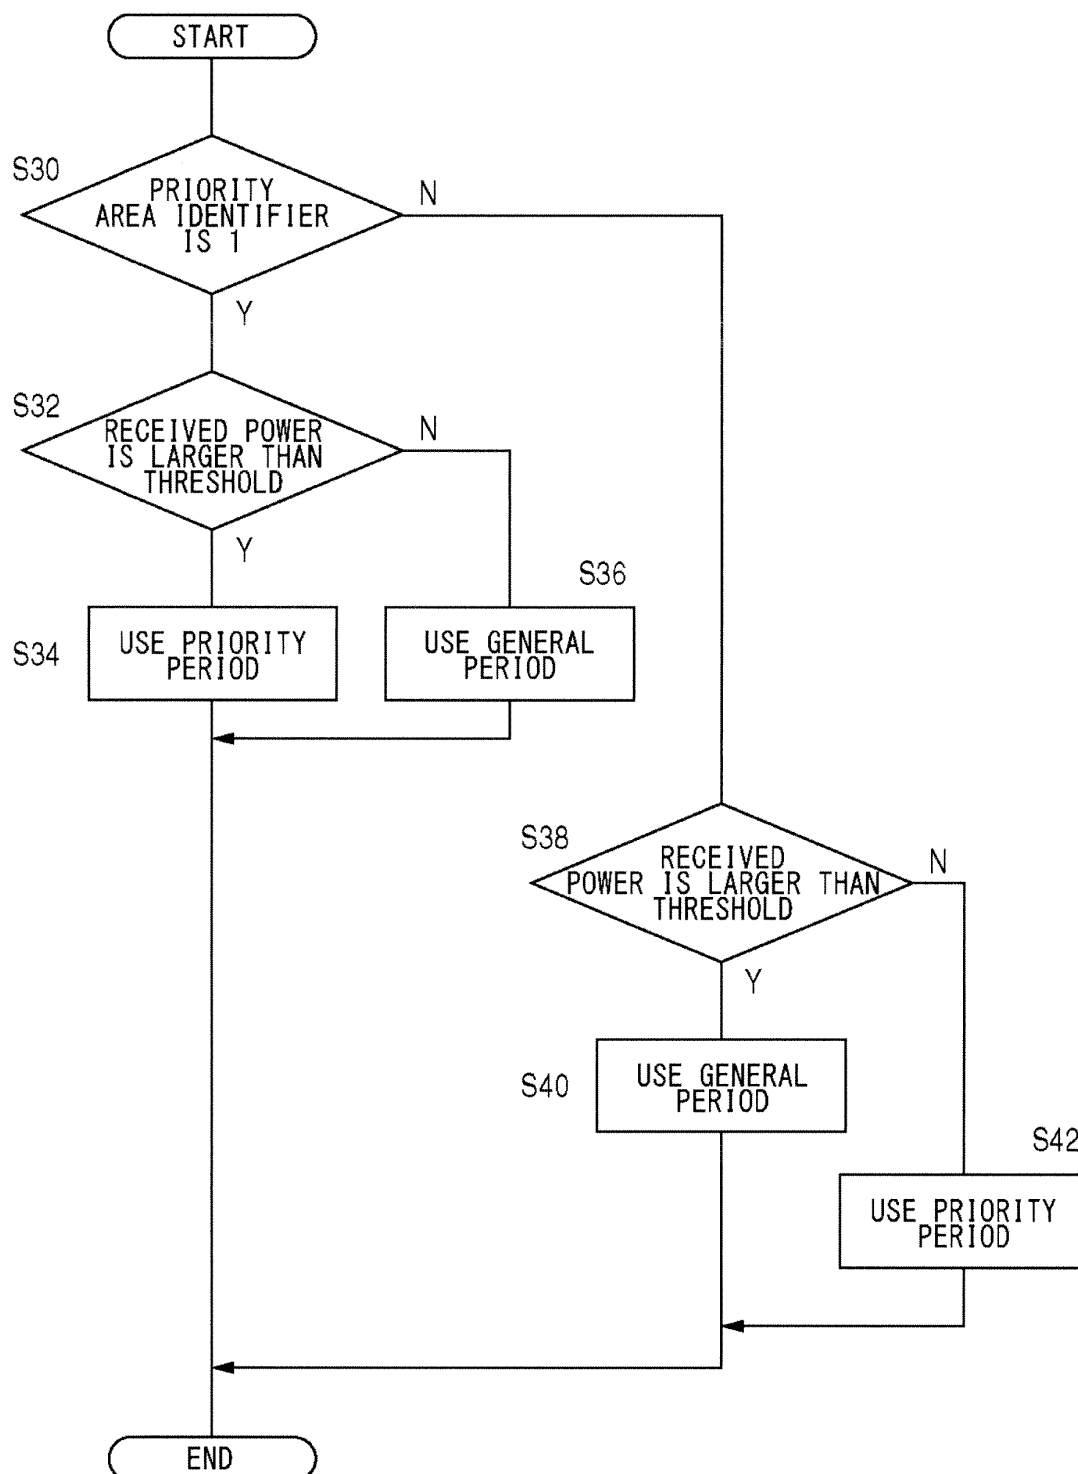 START
S30
PRIORITY
AREA IDENTIFIER
IS 1
N
Y
S32
RECEIVED POWER
IS LARGER THAN
THRESHOLD
N
Y
S34
USE PRIORITY
PERIOD
S36
USE GENERAL
PERIOD
S38
RECEIVED
POWER IS LARGER THAN
THRESHOLD
N
Y
S40
USE GENERAL
PERIOD
S42
USE PRIORITY
PERIOD
END